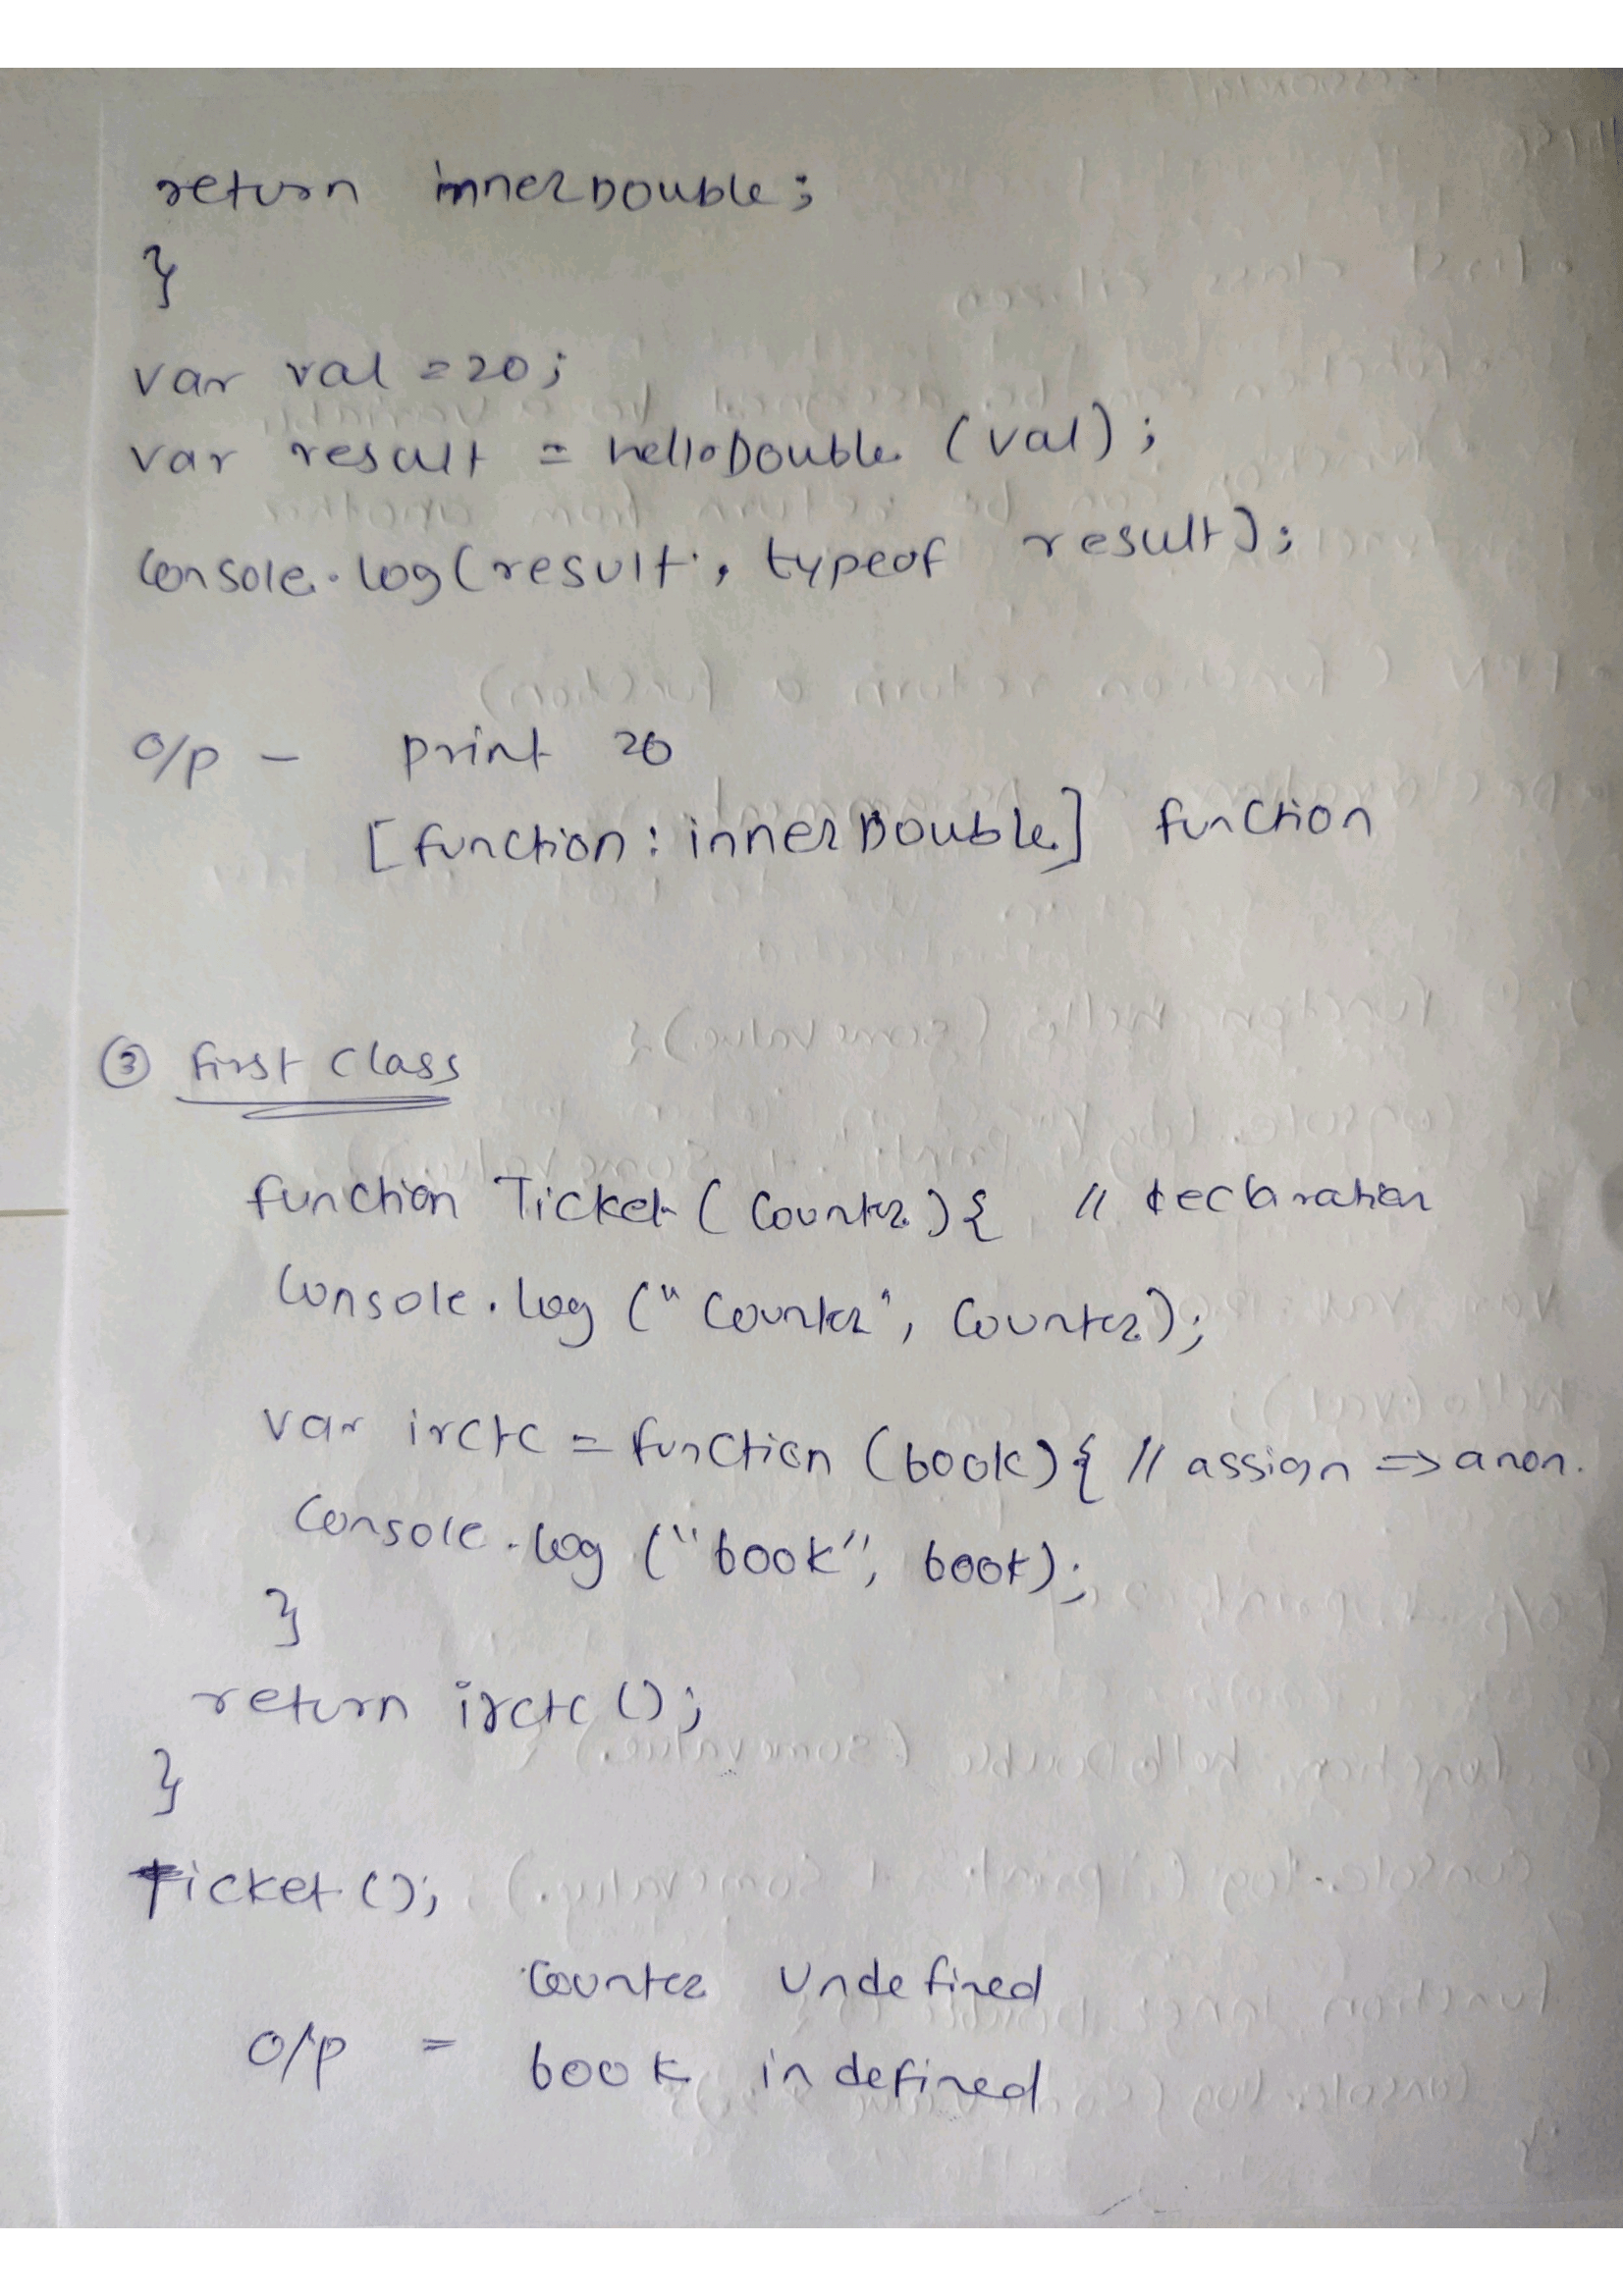 return innerDouble;
}
var val = 20;
var result = helloDouble (val);
console.log(result, typeof result);
o/p - print 20
[function: innerDouble] function
③ first class
function Ticket (counter) { // declaration
console.log ("counter", counter);
var irctc = function (book) { // assign => anon.
console.log ("book", book);
}
return irctc ();
}
Ticket ();
counter undefined
o/p =
book indefined